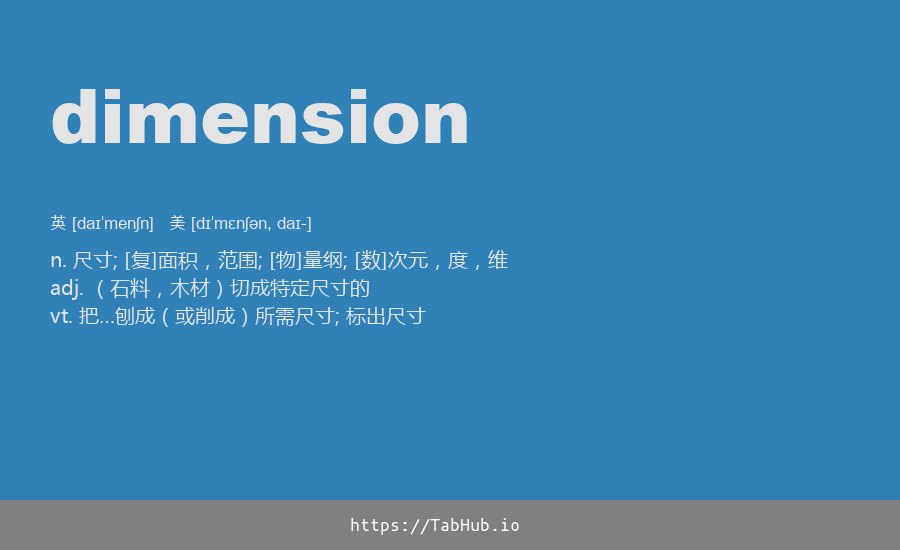 dimension
英 [daɪˈmenʃn] 美 [dɪˈmɛnʃən, daɪ-]
n. 尺寸; [复]面积，范围; [物]量纲; [数]次元，度，维
adj. （石料，木材）切成特定尺寸的
vt. 把…刨成（或削成）所需尺寸; 标出尺寸
https://TabHub.io